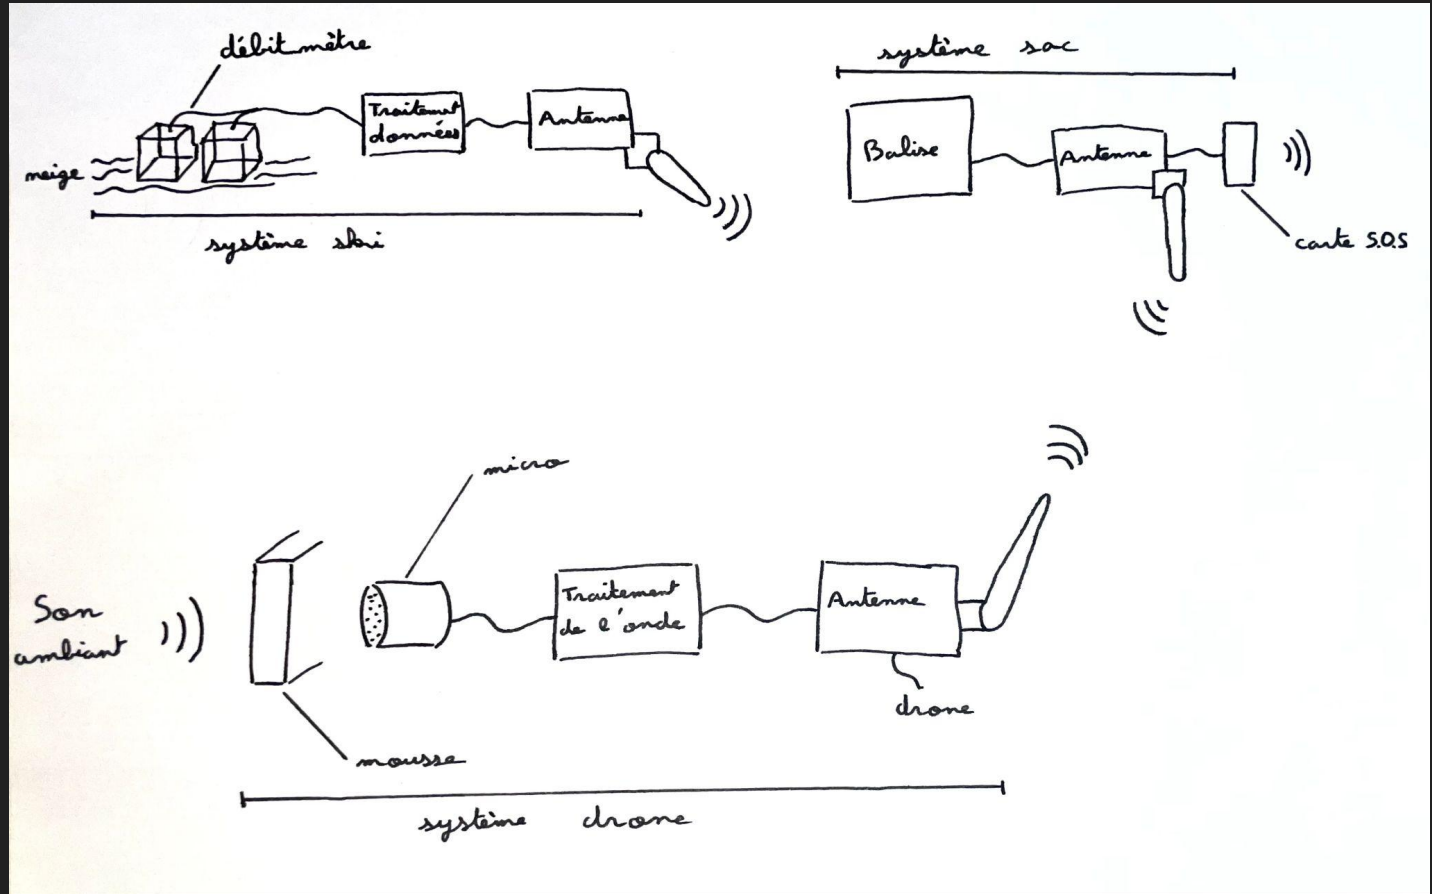 débitmètre
Traitement
données
Antenne
neige
système ski
système sac
Balise
Antenne
carte S.O.S
micro
Son
ambiant
Traitement
de l'onde
Antenne
drone
mousse
système drone